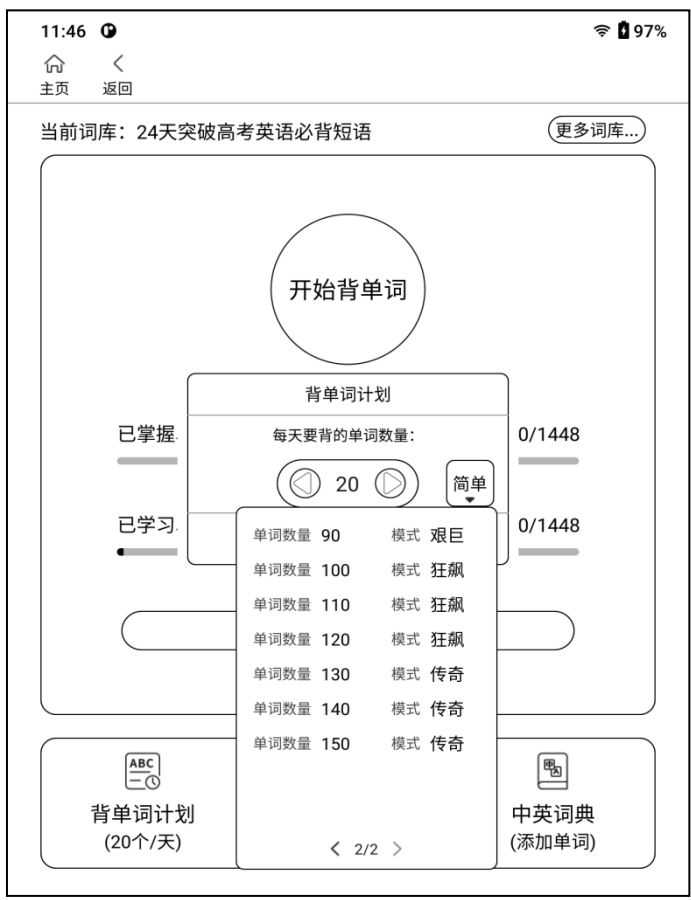 11:46 97%
主页 返回
当前词库：24天突破高考英语必背短语 更多词库...
开始背单词
背单词计划
已掌握 每天要背的单词数量： 0/1448
20 简单
已学习 0/1448
单词数量 90 模式 艰巨
单词数量 100 模式 狂飙
单词数量 110 模式 狂飙
单词数量 120 模式 狂飙
单词数量 130 模式 传奇
单词数量 140 模式 传奇
单词数量 150 模式 传奇
2/2
ABC 中A
背单词计划 中英词典
(20个/天) (添加单词)